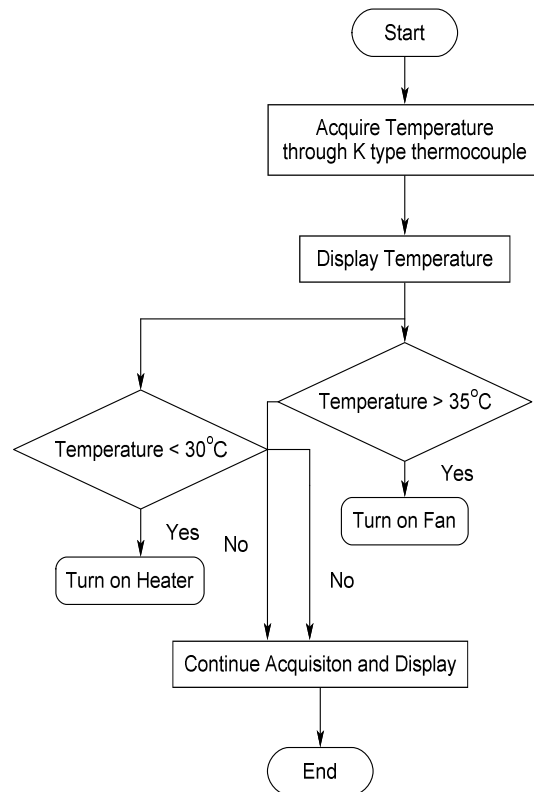 Start
Acquire Temperature
through K type thermocouple
Display Temperature
Temperature > 35°C
Temperature < 30°C
Yes
Turn on Fan
Yes
No
Turn on Heater
No
Continue Acquisiton and Display
End